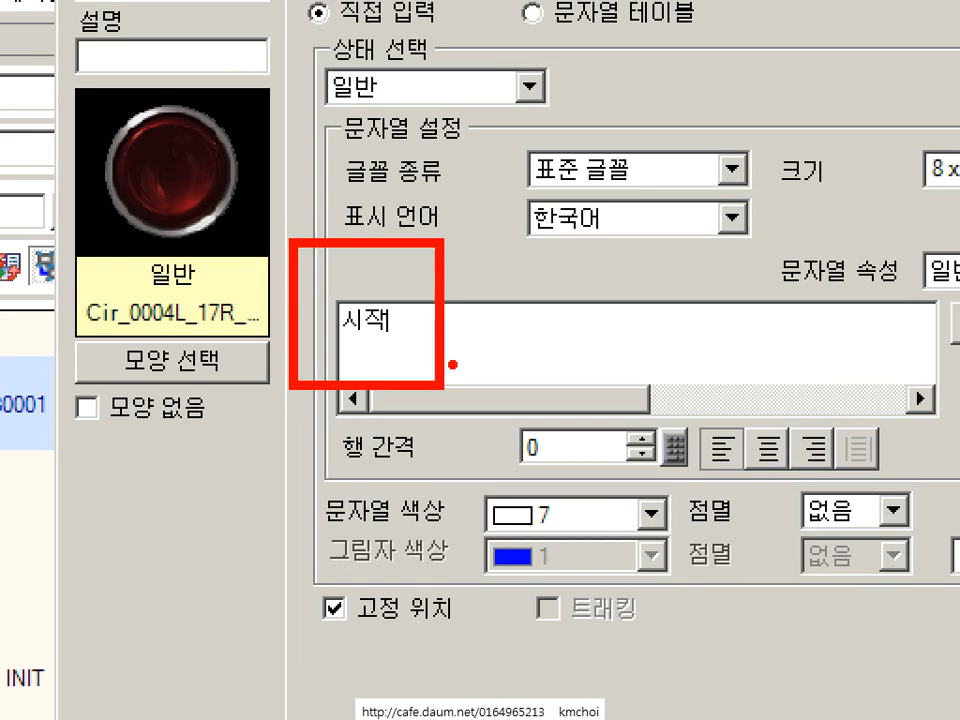 설명
직접 입력
문자열 테이블
상태 선택
일반
문자열 설정
글꼴 종류
표준 글꼴
크기
8 x
표시 언어
한국어
일반
Cir_0004L_17R_...
문자열 속성
일반
시작
모양 선택
모양 없음
0001
행 간격
0
문자열 색상
7
점멸
없음
그림자 색상
1
점멸
없음
고정 위치
트래킹
INIT
http://cafe.daum.net/0164965213 kmchoi